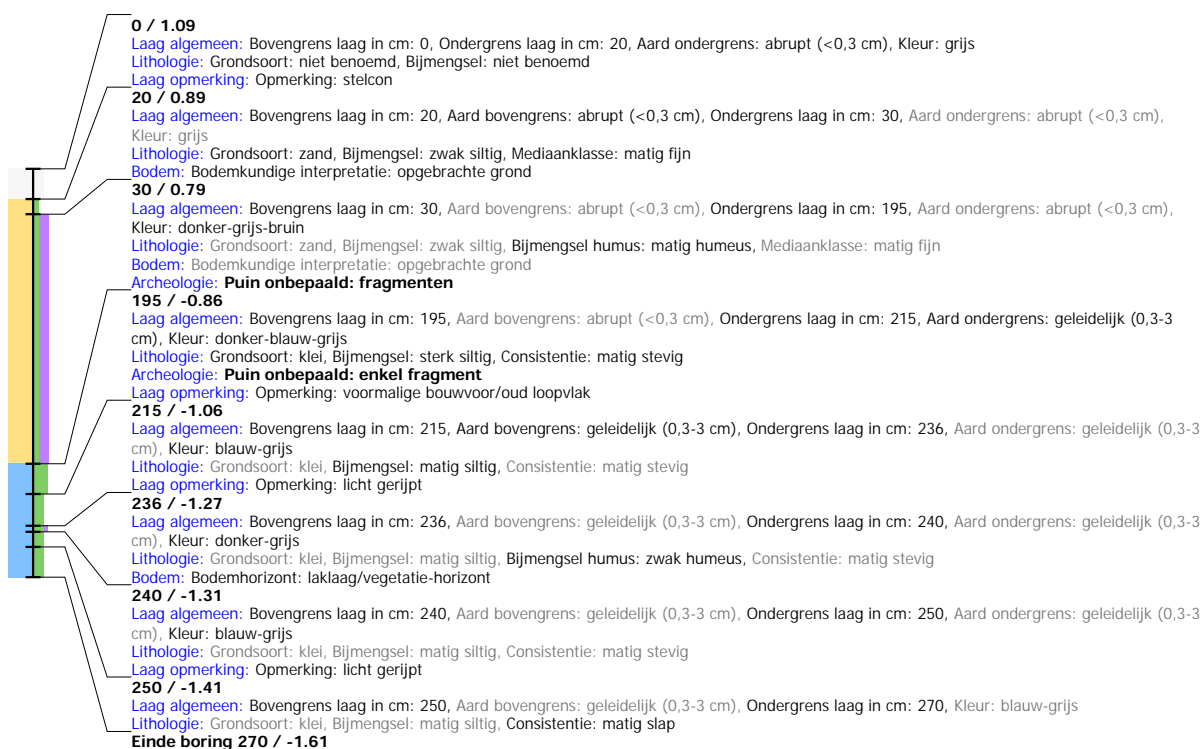 0 / 1.09
Laag algemeen: Bovengrens laag in cm: 0, Ondergrens laag in cm: 20, Aard ondergrens: abrupt (<0,3 cm), Kleur: grijs
Lithologie: Grondsoort: niet benoemd, Bijmengsel: niet benoemd
Laag opmerking: Opmerking: stelcon
20 / 0.89
Laag algemeen: Bovengrens laag in cm: 20, Aard bovengrens: abrupt (<0,3 cm), Ondergrens laag in cm: 30, Aard ondergrens: abrupt (<0,3 cm),
Kleur: grijs
Lithologie: Grondsoort: zand, Bijmengsel: zwak siltig, Mediaanklasse: matig fijn
Bodem: Bodemkundige interpretatie: opgebrachte grond
30 / 0.79
Laag algemeen: Bovengrens laag in cm: 30, Aard bovengrens: abrupt (<0,3 cm), Ondergrens laag in cm: 195, Aard ondergrens: abrupt (<0,3 cm),
Kleur: donker-grijs-bruin
Lithologie: Grondsoort: zand, Bijmengsel: zwak siltig, Bijmengsel humus: matig humeus, Mediaanklasse: matig fijn
Bodem: Bodemkundige interpretatie: opgebrachte grond
Archeologie: Puin onbepaald: fragmenten
195 / -0.86
Laag algemeen: Bovengrens laag in cm: 195, Aard bovengrens: abrupt (<0,3 cm), Ondergrens laag in cm: 215, Aard ondergrens: geleidelijk (0,3-3
cm), Kleur: donker-blauw-grijs
Lithologie: Grondsoort: klei, Bijmengsel: sterk siltig, Consistentie: matig stevig
Archeologie: Puin onbepaald: enkel fragment
Laag opmerking: Opmerking: voormalige bouwvoor/oud loopvlak
215 / -1.06
Laag algemeen: Bovengrens laag in cm: 215, Aard bovengrens: geleidelijk (0,3-3 cm), Ondergrens laag in cm: 236, Aard ondergrens: geleidelijk (0,3-3
cm), Kleur: blauw-grijs
Lithologie: Grondsoort: klei, Bijmengsel: matig siltig, Consistentie: matig stevig
Laag opmerking: Opmerking: licht gerijpt
236 / -1.27
Laag algemeen: Bovengrens laag in cm: 236, Aard bovengrens: geleidelijk (0,3-3 cm), Ondergrens laag in cm: 240, Aard ondergrens: geleidelijk (0,3-3
cm), Kleur: donker-grijs
Lithologie: Grondsoort: klei, Bijmengsel: matig siltig, Bijmengsel humus: zwak humeus, Consistentie: matig stevig
Bodem: Bodemhorizont: laklaag/vegetatie-horizont
240 / -1.31
Laag algemeen: Bovengrens laag in cm: 240, Aard bovengrens: geleidelijk (0,3-3 cm), Ondergrens laag in cm: 250, Aard ondergrens: geleidelijk (0,3-3
cm), Kleur: blauw-grijs
Lithologie: Grondsoort: klei, Bijmengsel: matig siltig, Consistentie: matig stevig
Laag opmerking: Opmerking: licht gerijpt
250 / -1.41
Laag algemeen: Bovengrens laag in cm: 250, Aard bovengrens: geleidelijk (0,3-3 cm), Ondergrens laag in cm: 270, Kleur: blauw-grijs
Lithologie: Grondsoort: klei, Bijmengsel: matig siltig, Consistentie: matig slap
Einde boring 270 / -1.61